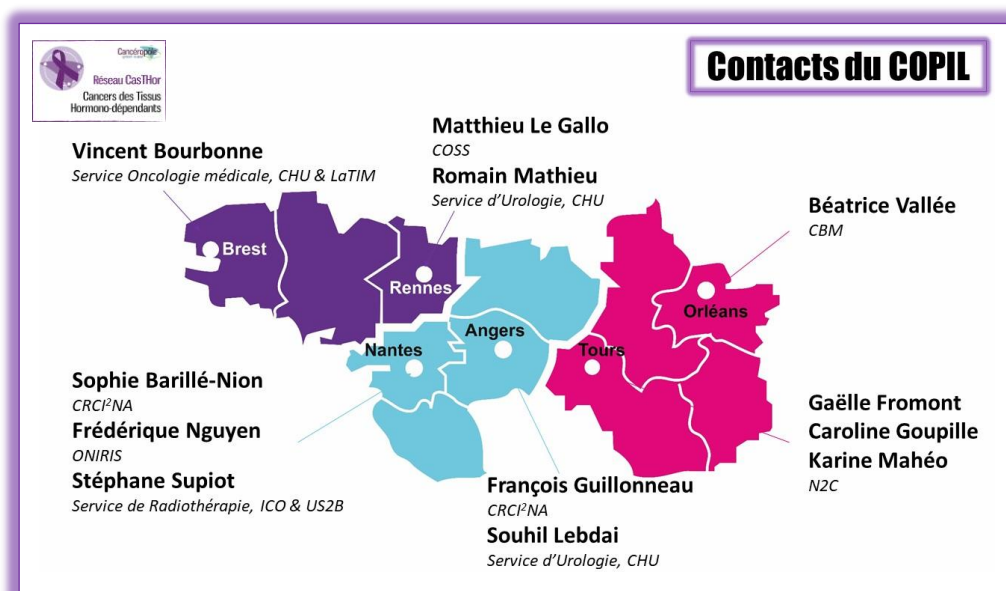 Cancéropôle
Réseau CasTHor
Cancers des Tissus
Hormono-dépendants
Contacts du COPIL
Matthieu Le Gallo
COSS
Romain Mathieu
Service d'Urologie, CHU
Vincent Bourbonne
Service Oncologie médicale, CHU & LaTIM
Béatrice Vallée
CBM
Brest
Rennes
Orléans
Nantes
Angers
Tours
Sophie Barillé-Nion
CRCI²NA
Frédérique Nguyen
ONIRIS
Stéphane Supiot
Service de Radiothérapie, ICO & US2B
François Guillonneau
CRCI²NA
Souhil Lebdai
Service d'Urologie, CHU
Gaëlle Fromont
Caroline Goupille
Karine Mahéo
N2C